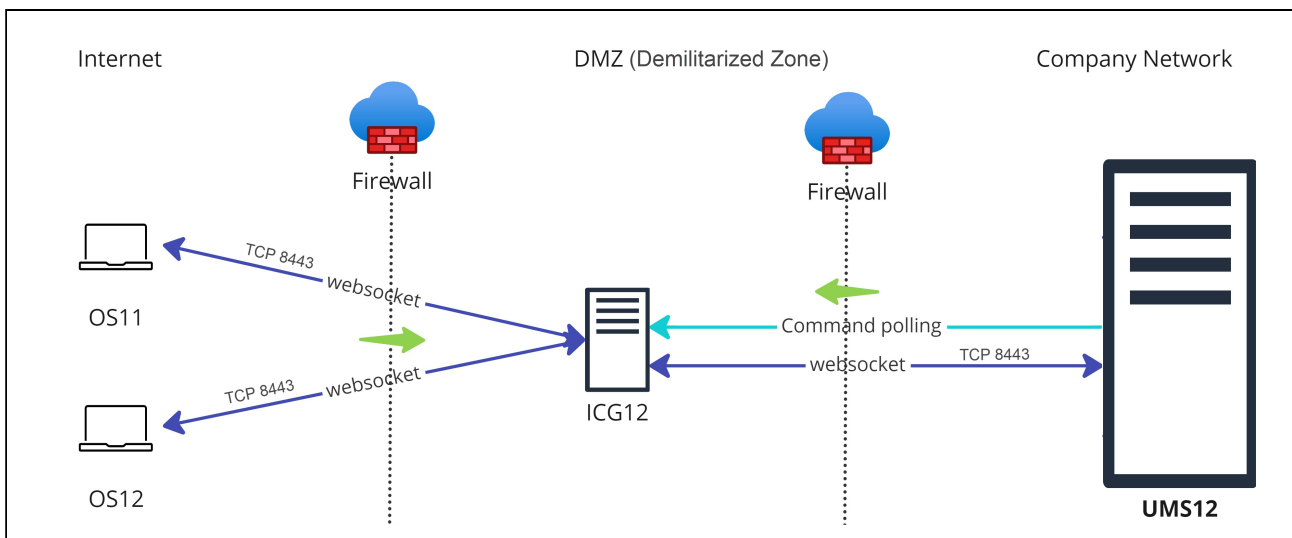 Internet
DMZ (Demilitarized Zone)
Company Network
Firewall
Firewall
TCP 8443
websocket
OS11
Command polling
websocket
TCP 8443
TCP 8443
websocket
ICG12
OS12
UMS12